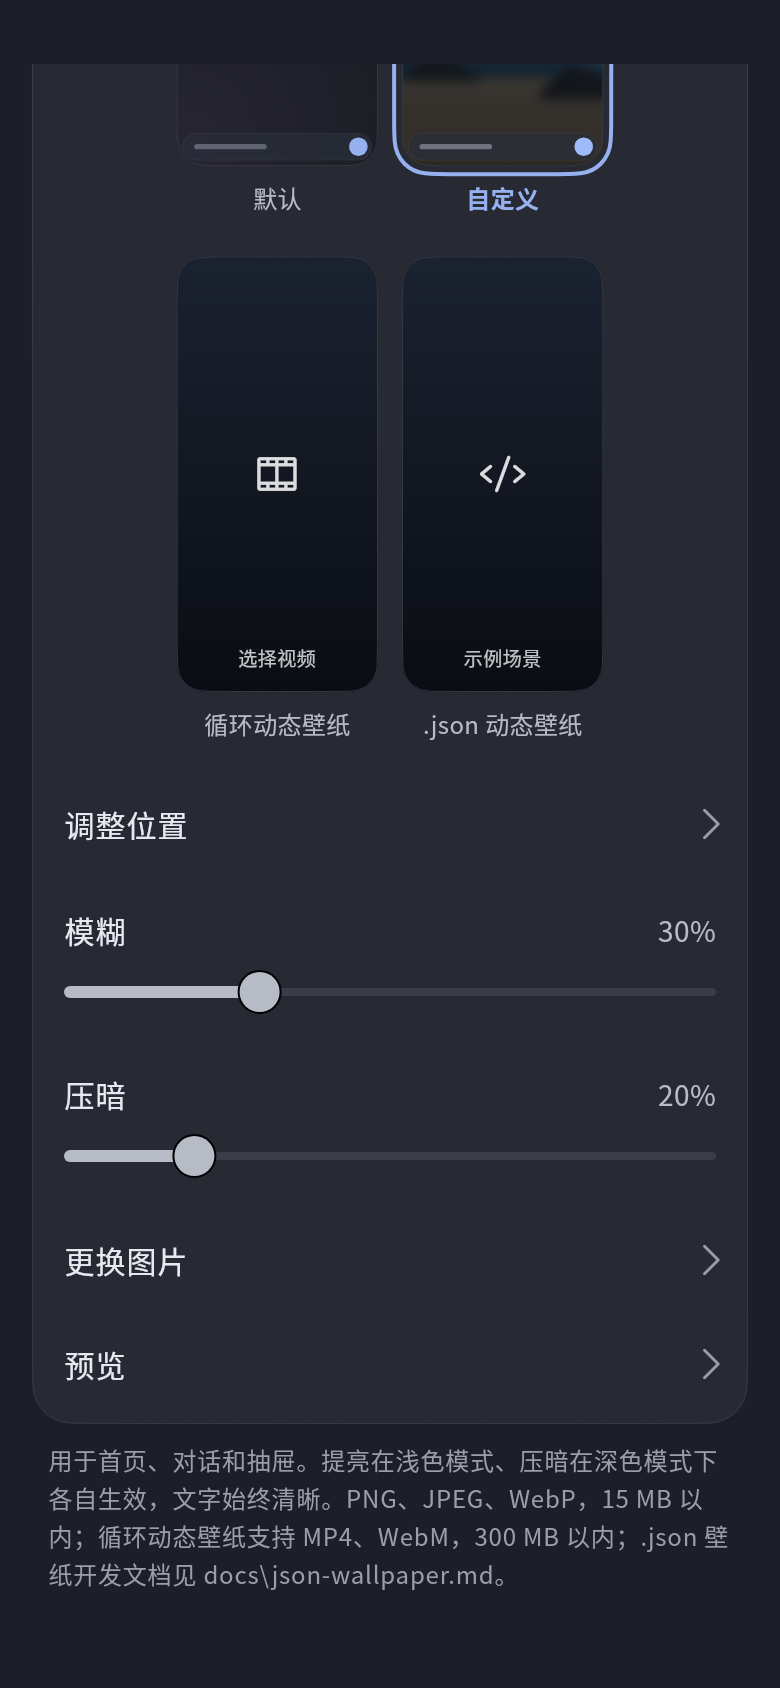 默认
自定义
选择视频
示例场景
循环动态壁纸
.json 动态壁纸
调整位置
模糊
30%
压暗
20%
更换图片
预览
用于首页、对话和抽屉。提亮在浅色模式、压暗在深色模式下
各自生效，文字始终清晰。PNG、JPEG、WebP，15 MB 以
内；循环动态壁纸支持 MP4、WebM，300 MB 以内；.json 壁
纸开发文档见 docs\json-wallpaper.md。